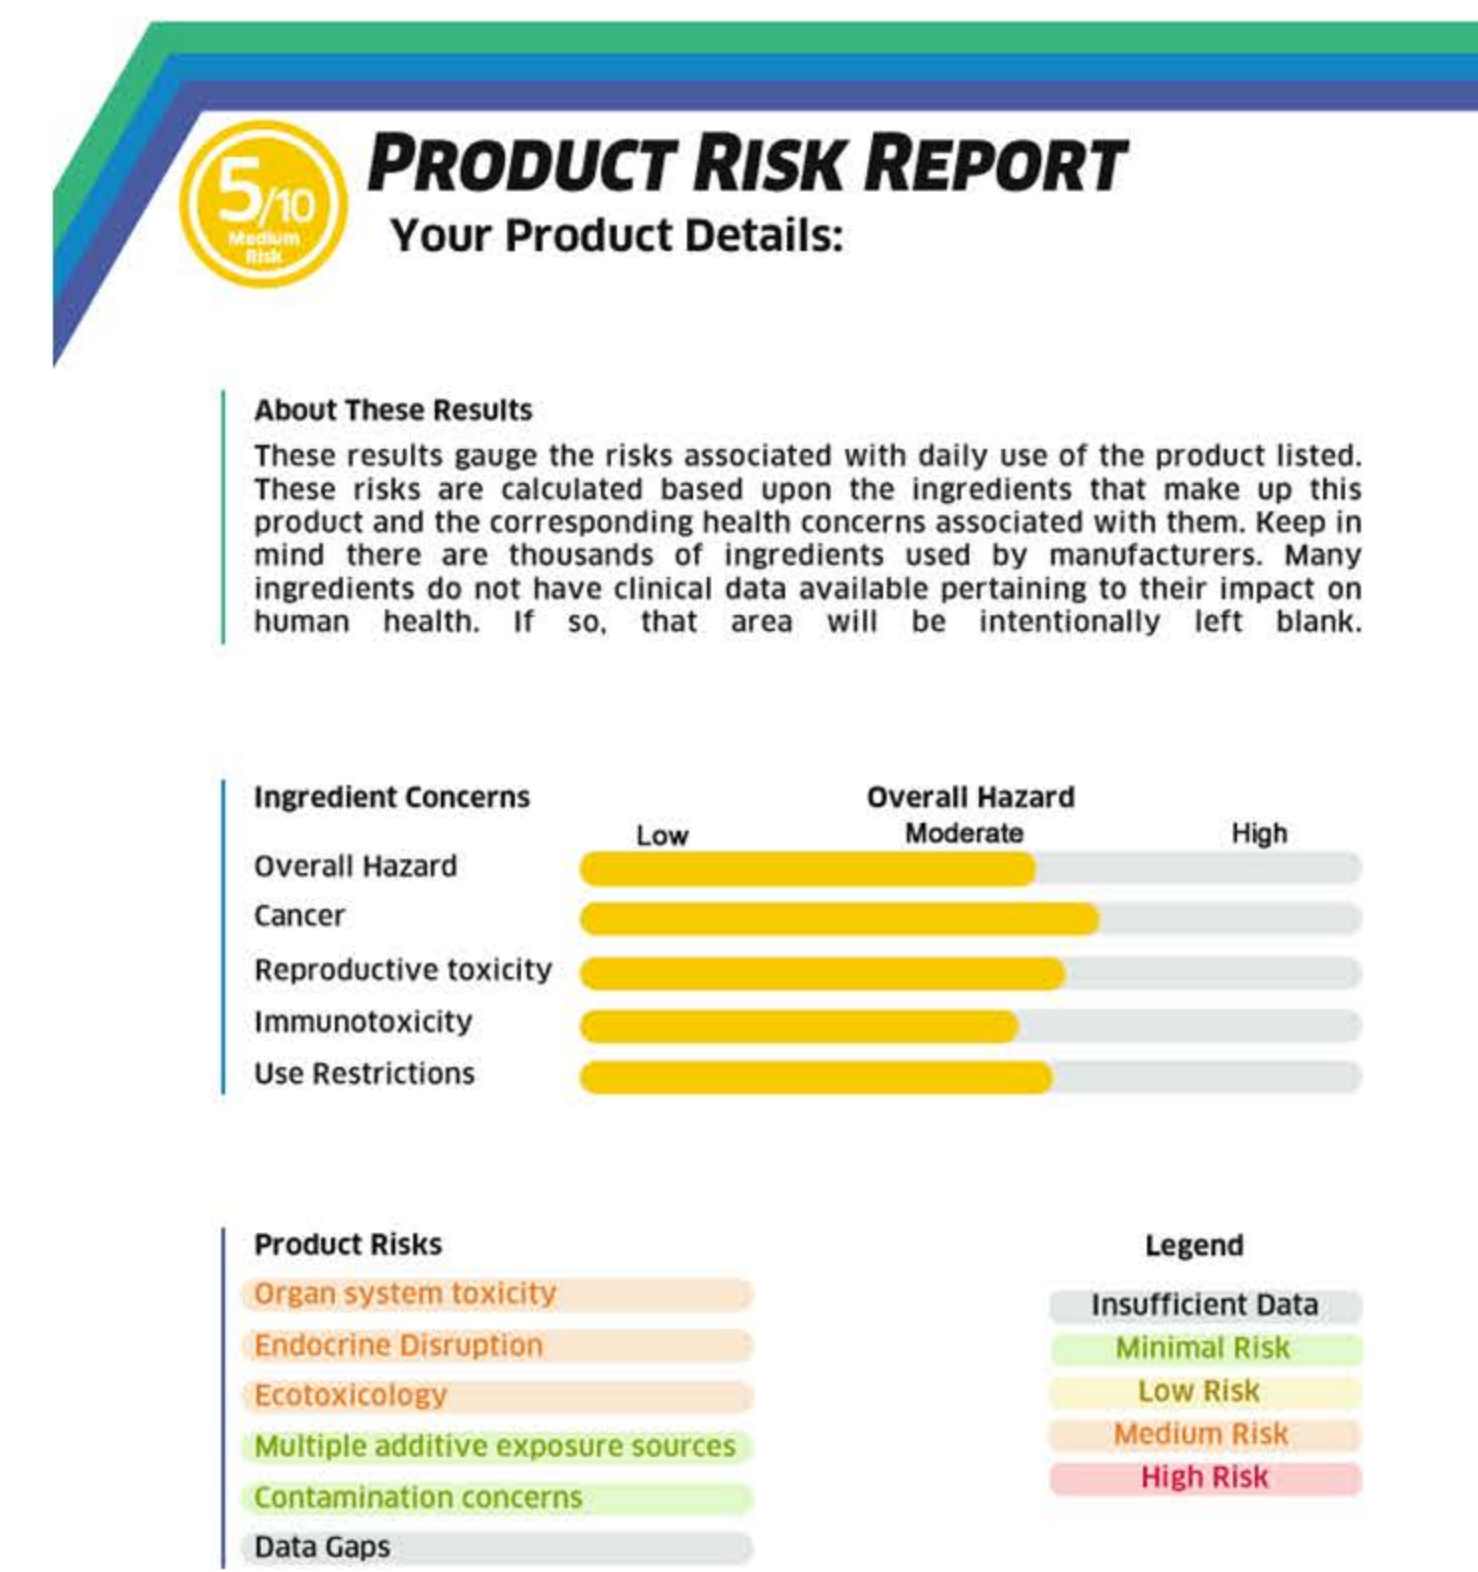 5/10
Medium
Risk
PRODUCT RISK REPORT
Your Product Details:
About These Results
These results gauge the risks associated with daily use of the product listed.
These risks are calculated based upon the ingredients that make up this
product and the corresponding health concerns associated with them. Keep in
mind there are thousands of ingredients used by manufacturers. Many
ingredients do not have clinical data available pertaining to their impact on
human health. If so, that area will be intentionally left blank.
Ingredient Concerns
Overall Hazard
Low Moderate High
Overall Hazard
Cancer
Reproductive toxicity
Immunotoxicity
Use Restrictions
Product Risks
Organ system toxicity
Endocrine Disruption
Ecotoxicology
Multiple additive exposure sources
Contamination concerns
Data Gaps
Legend
Insufficient Data
Minimal Risk
Low Risk
Medium Risk
High Risk